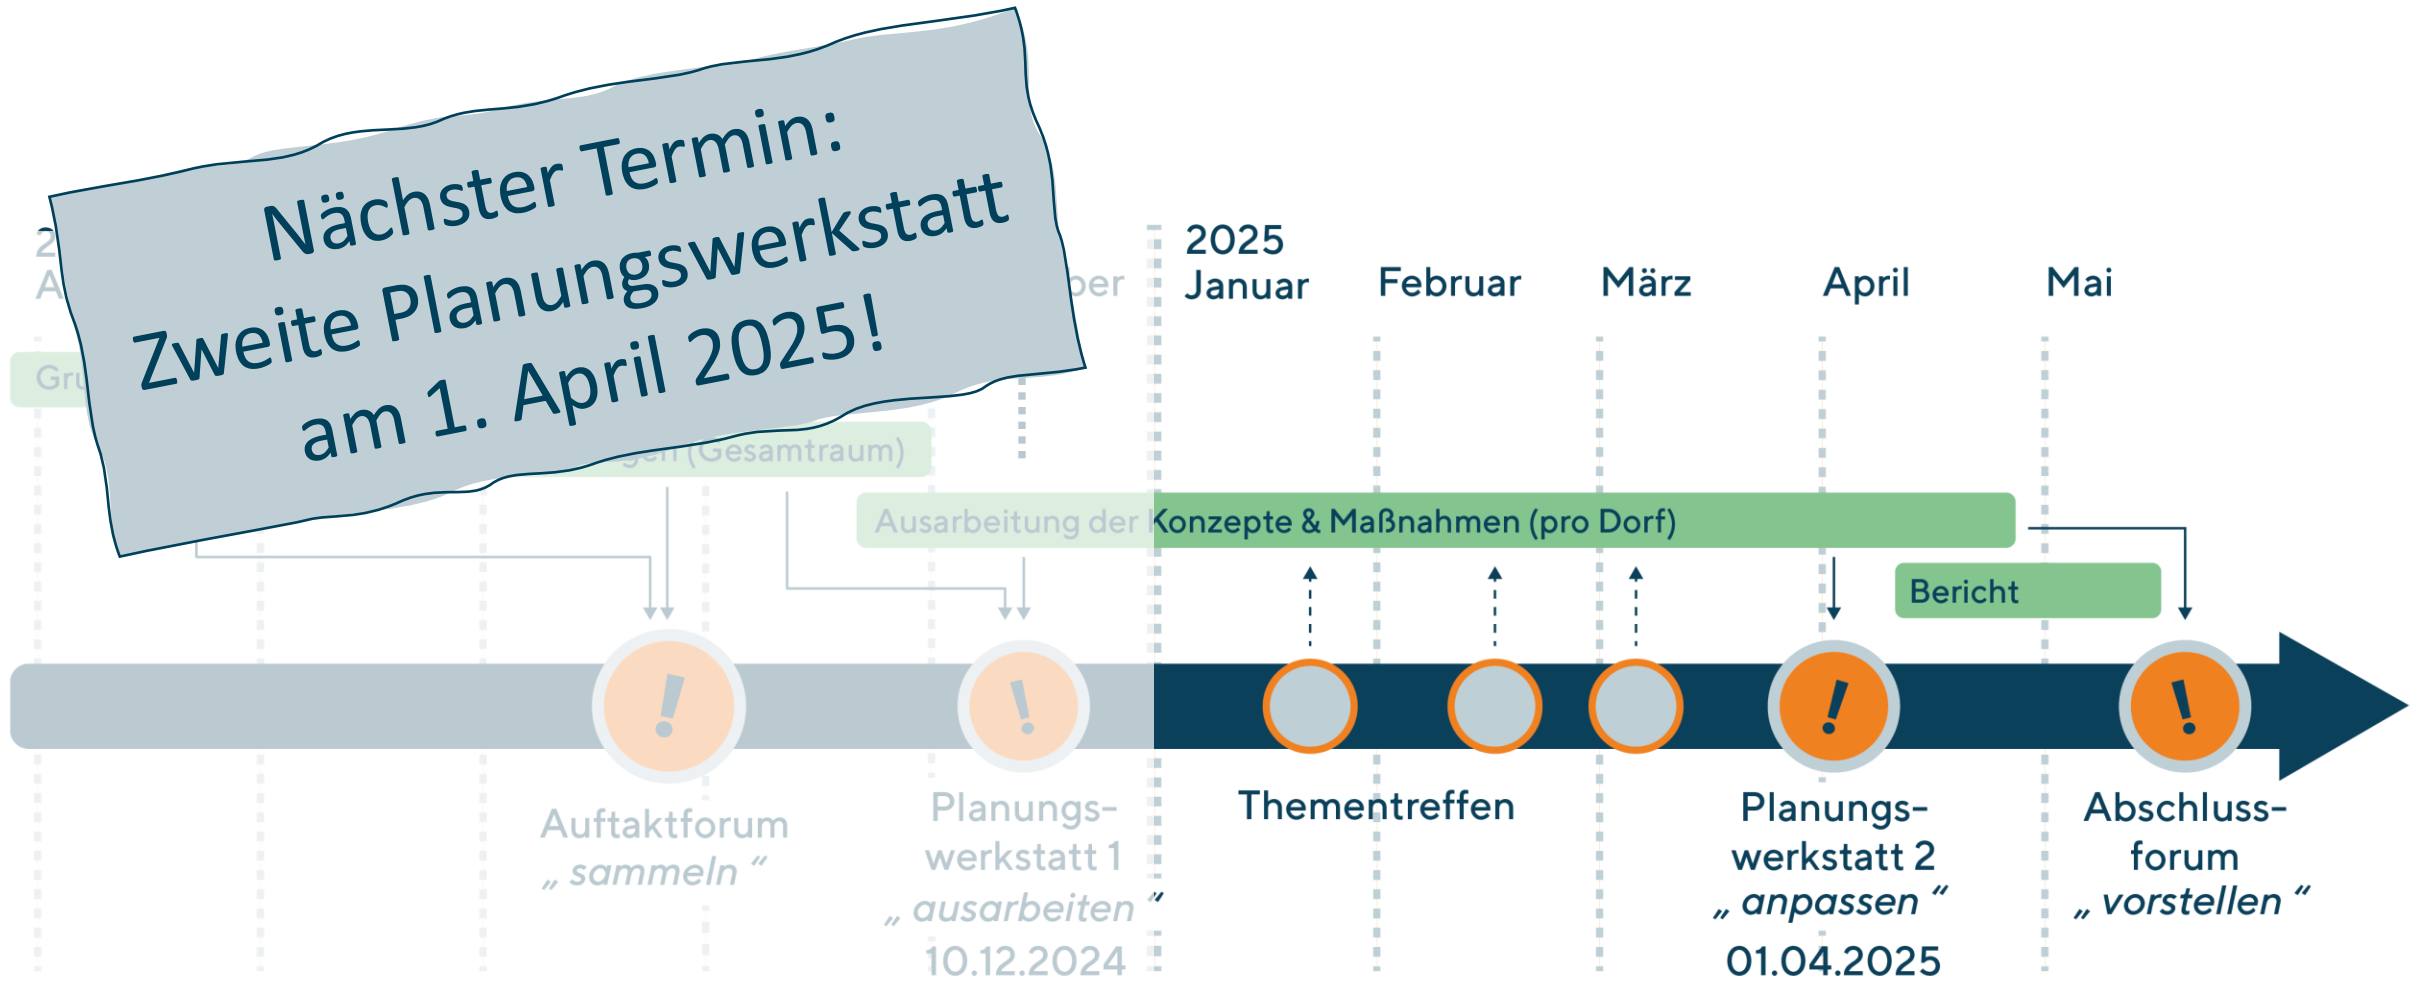 Nächster Termin:
Zweite Planungswerkstatt
am 1. April 2025!
2025
Januar
Februar
März
April
Mai
(Gesamtraum)
Ausarbeitung der Konzepte & Maßnahmen (pro Dorf)
Bericht
!
!
!
!
Auftaktforum
„ sammeln “
Planungs-
werkstatt 1
„ ausarbeiten “
10.12.2024
Thementreffen
Planungs-
werkstatt 2
„ anpassen “
01.04.2025
Abschluss-
forum
„ vorstellen “